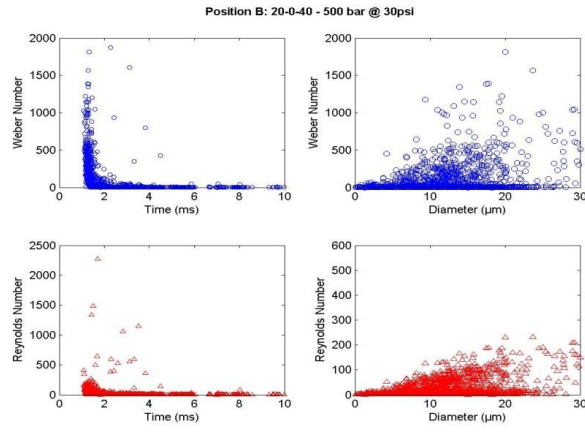 Position B: 20-0-40 - 500 bar @ 30psi
2000
1500
1000
500
0
Weber Number
0 2 4 6 8 10
Time (ms)
2000
1500
1000
500
0
Weber Number
0 10 20 30
Diameter (μm)
2500
2000
1500
1000
500
0
Reynolds Number
0 2 4 6 8 10
Time (ms)
600
500
400
300
200
100
0
Reynolds Number
0 10 20 30
Diameter (μm)